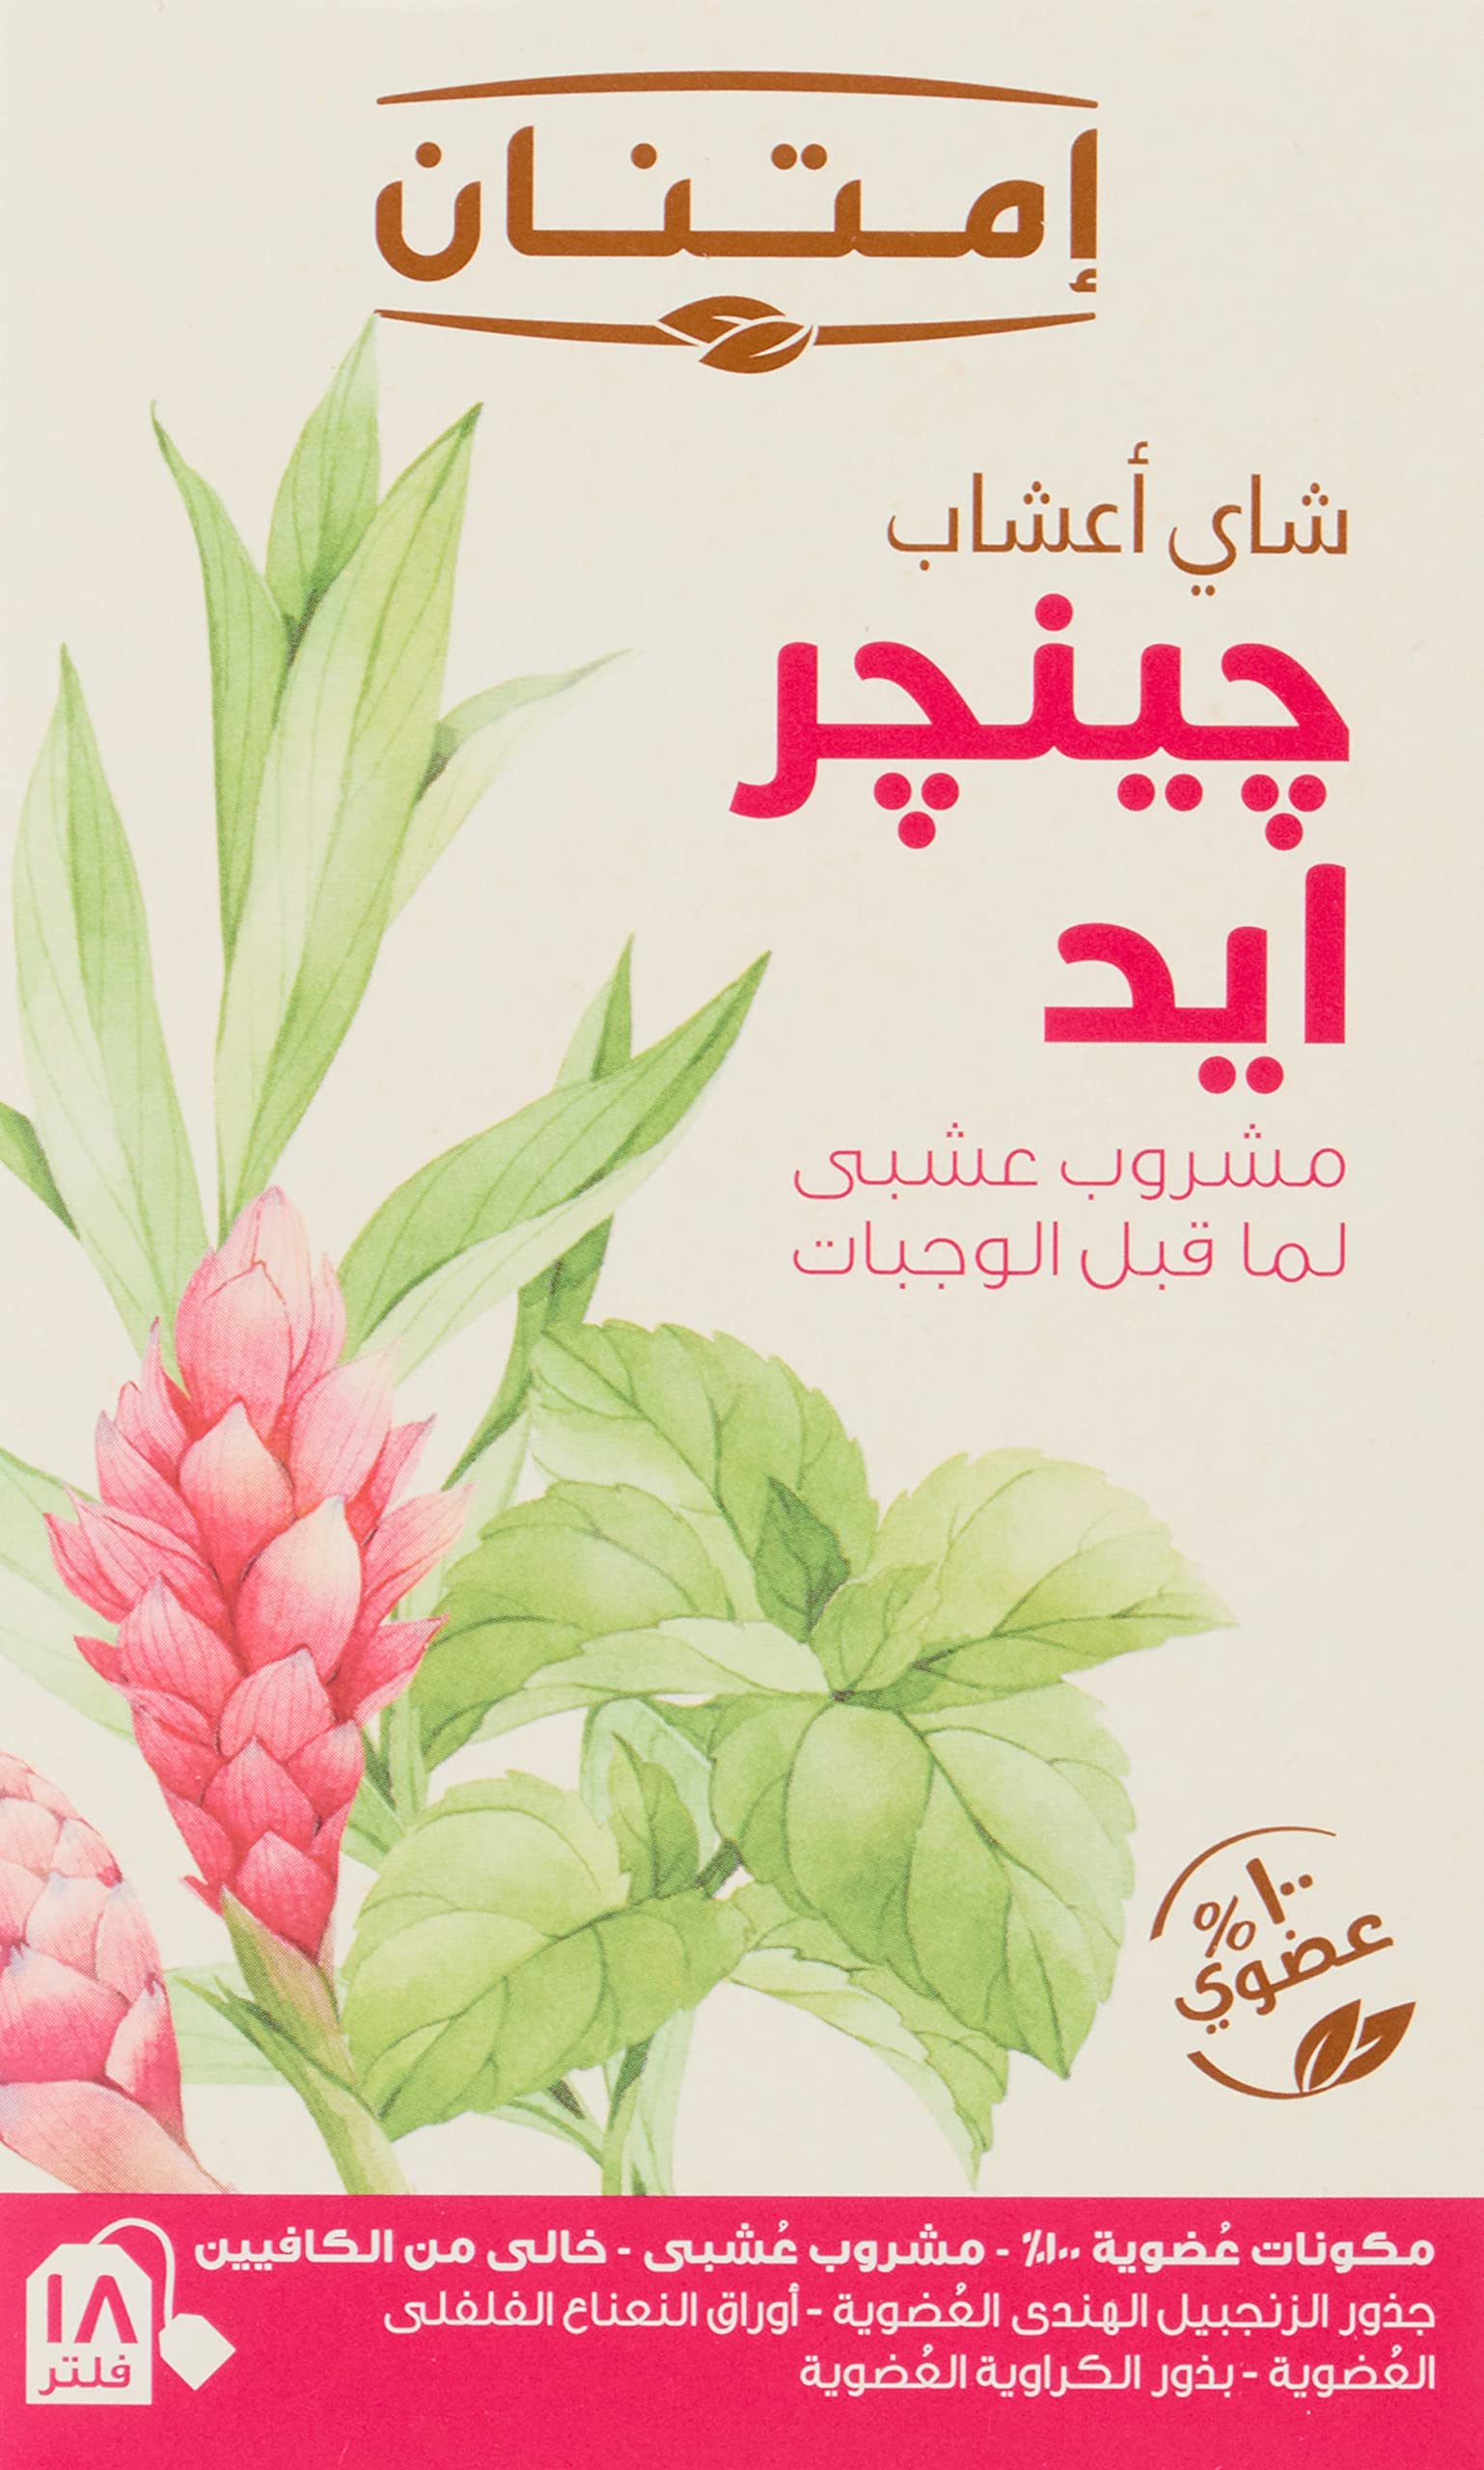 إمتنان
شاي أعشاب
چينچر
ايد
مشروب عشبى
لما قبل الوجبات
١٠٠%
عضوي
مكونات عُضوية ١٠٠٪ - مشروب عُشبى - خالى من الكافيين
جذور الزنجبيل الهندى العُضوية - أوراق النعناع الفلفلى
العُضوية - بذور الكراوية العُضوية
١٨
فلتر